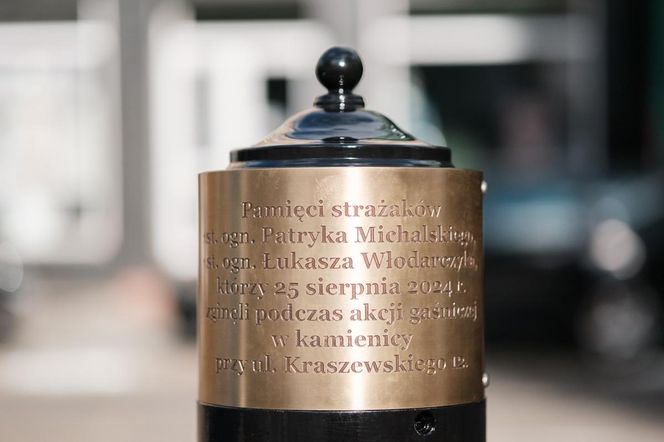 Pamięci strażaków
st. ogn. Patryka Michalskiego,
st. ogn. Łukasza Włodarczyka,
którzy 25 sierpnia 2024 r.
zginęli podczas akcji gaśniczej
w kamienicy
przy ul. Kraszewskiego 12.